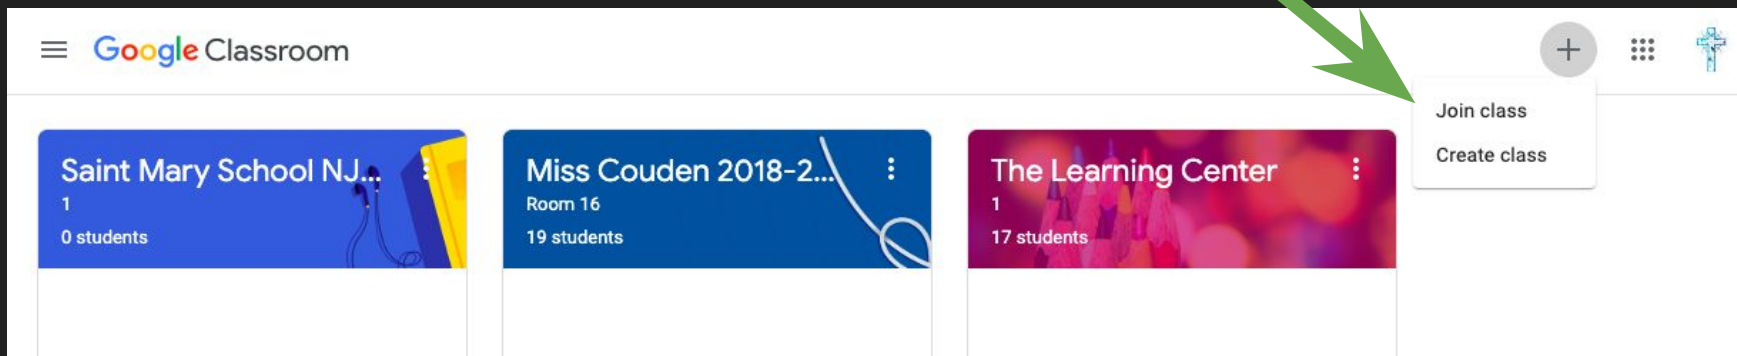 Google Classroom
Join class
Create class
Saint Mary School NJ...
1
0 students
Miss Couden 2018-2...
Room 16
19 students
The Learning Center
1
17 students